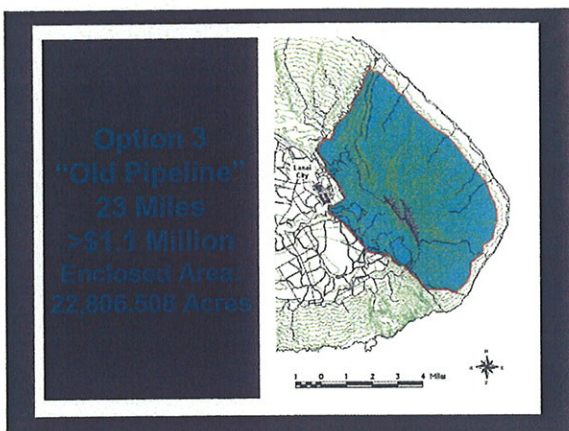 Option 3
"Old Pipeline"
23 Miles
>$1.1 Million
Enclosed Area:
22,806.508 Acres
Lanai
City
1 0 1 2 3 4 Miles
N
W E
S